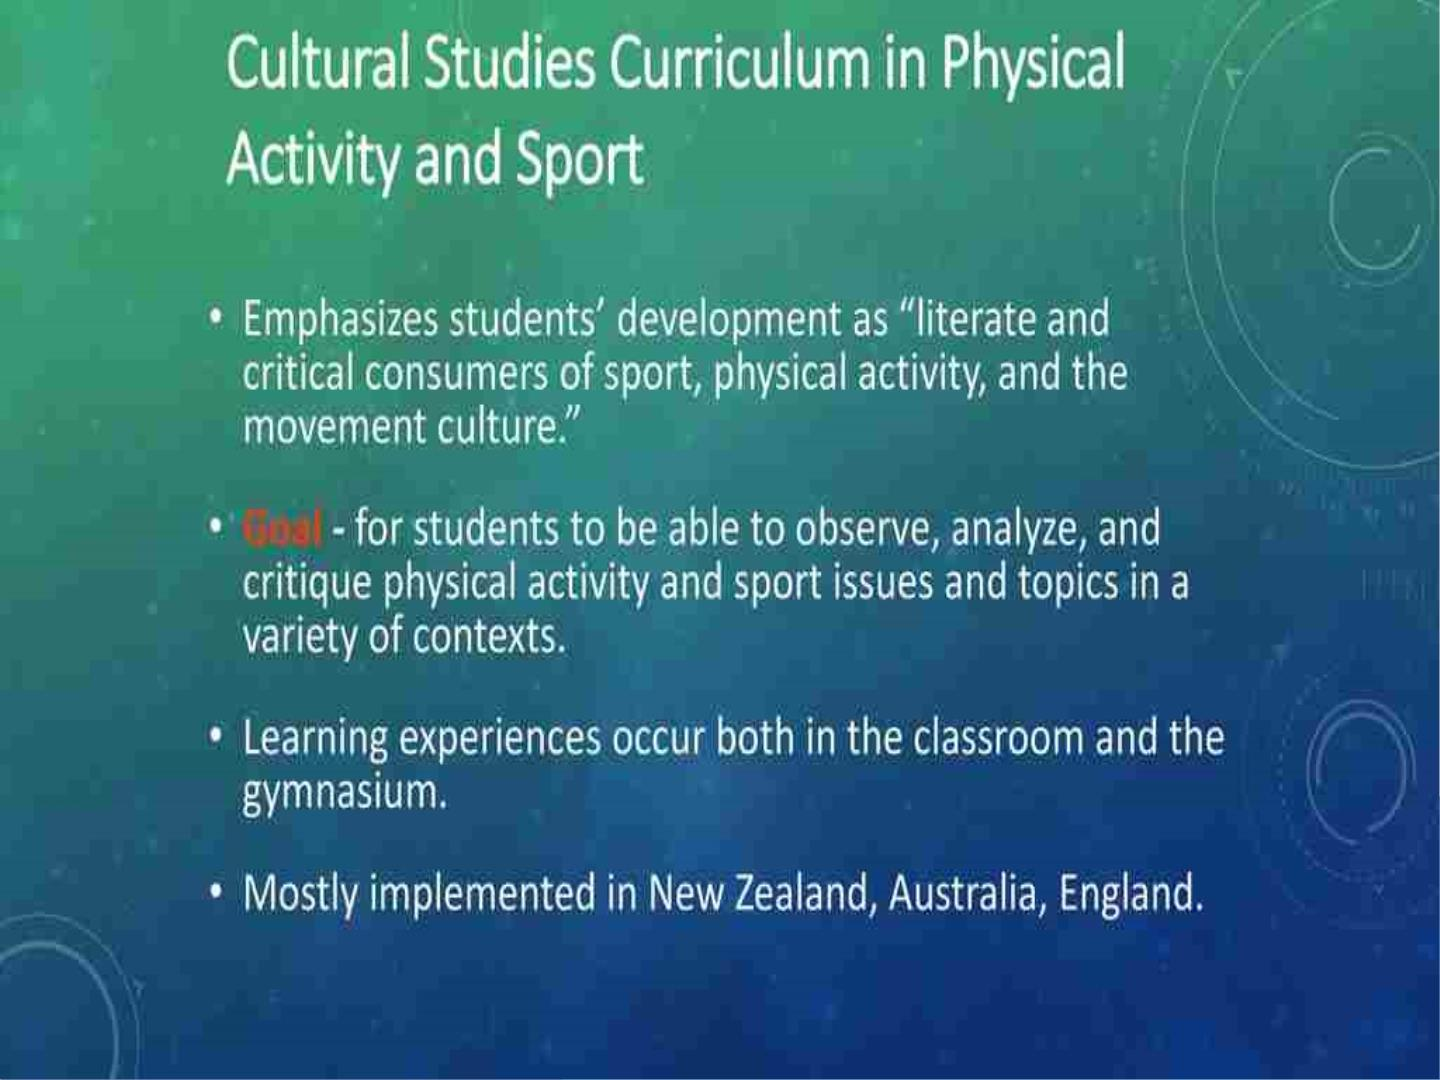 Cultural Studies Curriculum in Physical
Activity and Sport
• Emphasizes students’ development as “literate and
critical consumers of sport, physical activity, and the
movement culture.”
• Goal - for students to be able to observe, analyze, and
critique physical activity and sport issues and topics in a
variety of contexts.
• Learning experiences occur both in the classroom and the
gymnasium.
• Mostly implemented in New Zealand, Australia, England.